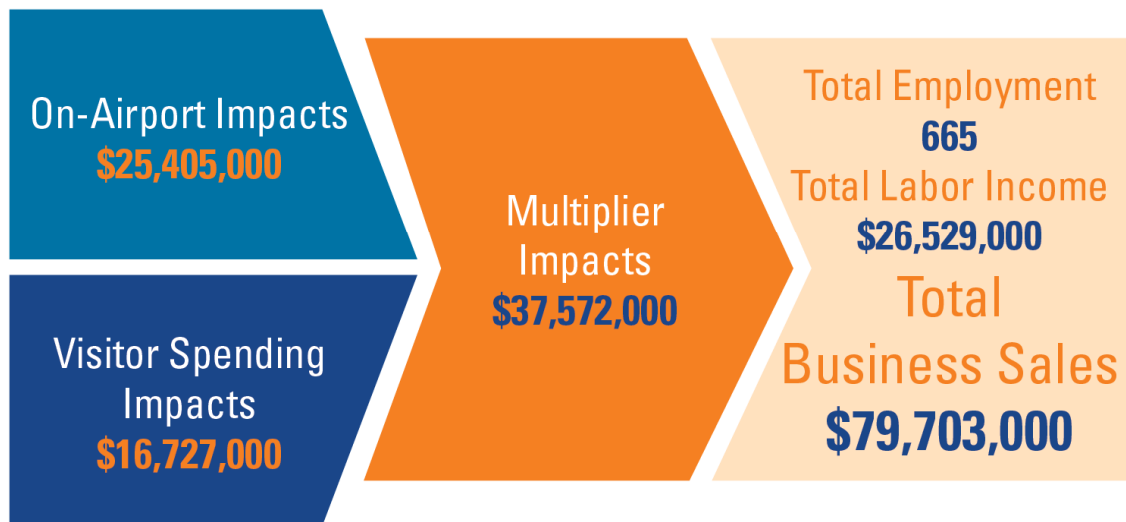 On-Airport Impacts
$25,405,000
Visitor Spending
Impacts
$16,727,000
Multiplier
Impacts
$37,572,000
Total Employment
665
Total Labor Income
$26,529,000
Total
Business Sales
$79,703,000